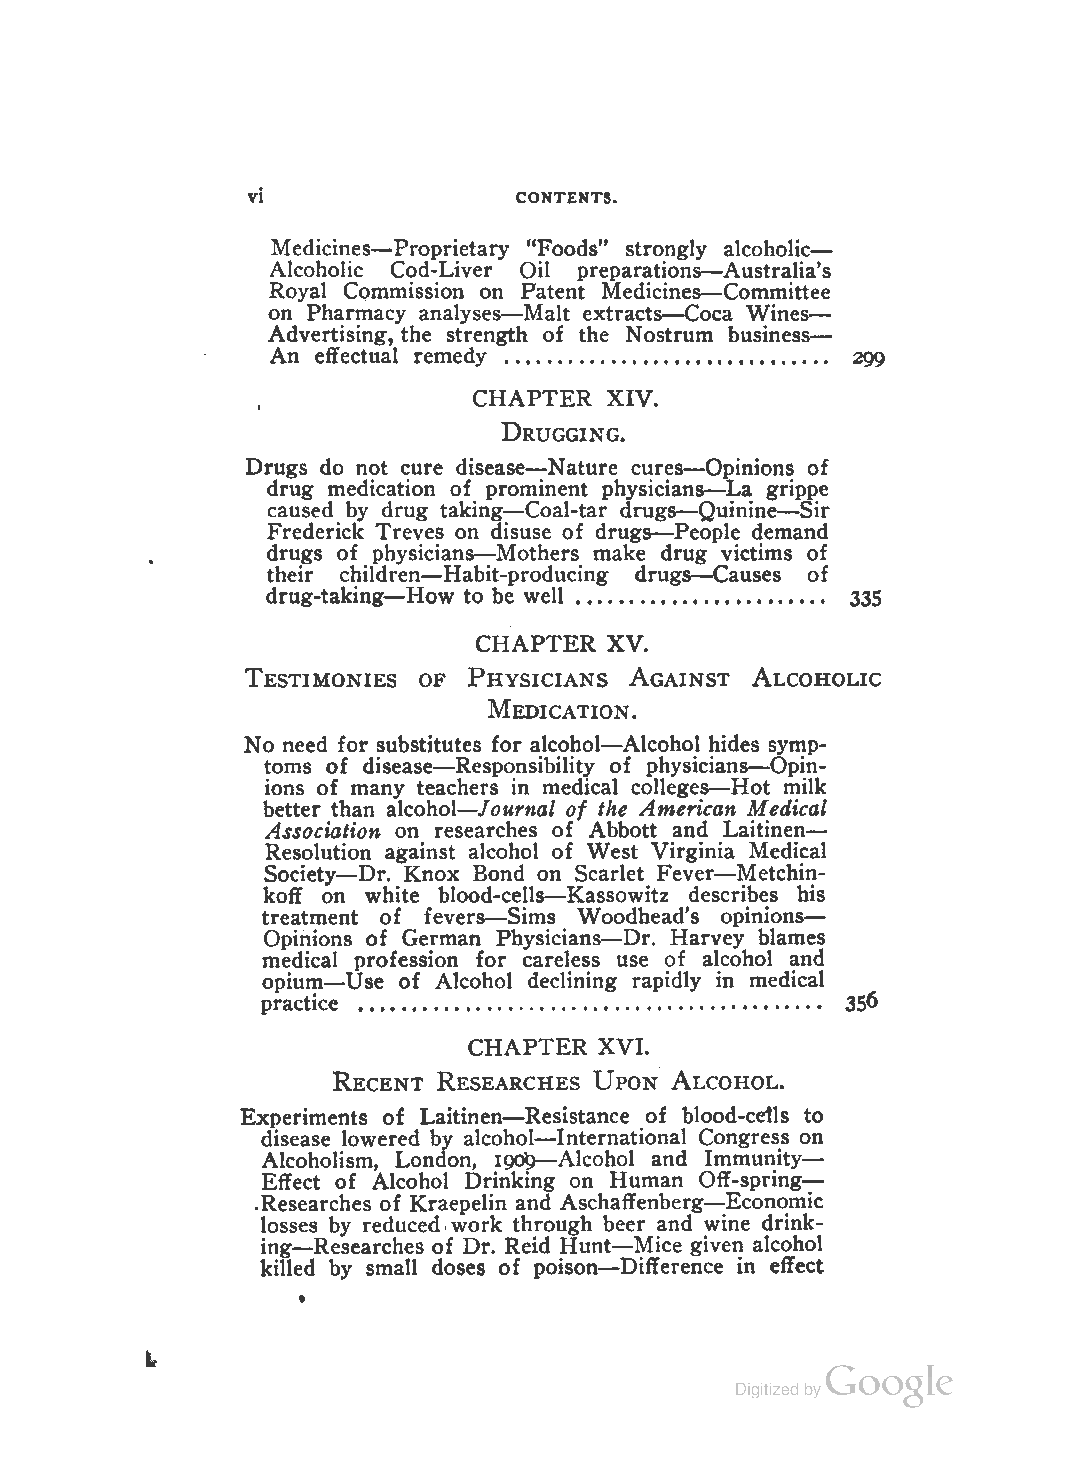 vi CONTENTS.
Medicines—Proprietary "Foods" strongly alcoholic—
Alcoholic Cod-Liver Oil preparations—Australia's
Royal Commission on Patent Medicines—Committee
on Pharmacy analyses—Malt extracts—Coca Wines—
Advertising, the strength of the Nostrum business—
An effectual remedy ............................... 299
CHAPTER XIV.
DRUGGING.
Drugs do not cure disease—Nature cures—Opinions of
drug medication of prominent physicians—La grippe
caused by drug taking—Coal-tar drugs—Quinine—Sir
Frederick Treves on disuse of drugs—People demand
drugs of physicians—Mothers make drug victims of
their children—Habit-producing drugs—Causes of
drug-taking—How to be well ........................ 335
CHAPTER XV.
TESTIMONIES OF PHYSICIANS AGAINST ALCOHOLIC
MEDICATION.
No need for substitutes for alcohol—Alcohol hides symp-
toms of disease—Responsibility of physicians—Opin-
ions of many teachers in medical colleges—Hot milk
better than alcohol—Journal of the American Medical
Association on researches of Abbott and Laitinen—
Resolution against alcohol of West Virginia Medical
Society—Dr. Knox Bond on Scarlet Fever—Metchin-
koff on white blood-cells—Kassowitz describes his
treatment of fevers—Sims Woodhead's opinions—
Opinions of German Physicians—Dr. Harvey blames
medical profession for careless use of alcohol and
opium—Use of Alcohol declining rapidly in medical
practice ............................................ 356
CHAPTER XVI.
RECENT RESEARCHES UPON ALCOHOL.
Experiments of Laitinen—Resistance of blood-cells to
disease lowered by alcohol—International Congress on
Alcoholism, London, 1909—Alcohol and Immunity—
Effect of Alcohol Drinking on Human Off-spring—
Researches of Kraepelin and Aschaffenberg—Economic
losses by reduced work through beer and wine drink-
ing—Researches of Dr. Reid Hunt—Mice given alcohol
killed by small doses of poison—Difference in effect
Digitized by Google